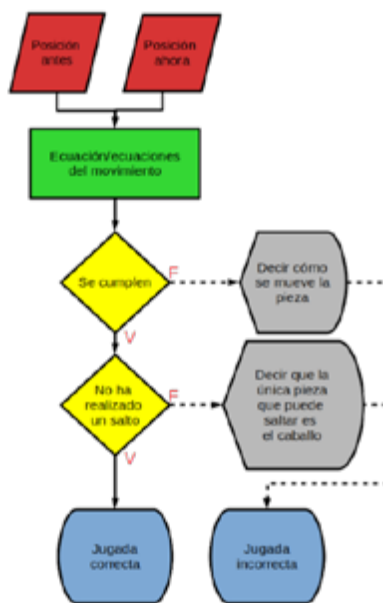 Posición
antes
Posición
ahora
Ecuación/ecuaciones
del movimiento
Se cumplen
F
Decir cómo
se mueve la
pieza
V
No ha
realizado
un salto
F
Decir que la
única pieza
que puede
saltar es
el caballo
V
Jugada
correcta
Jugada
incorrecta